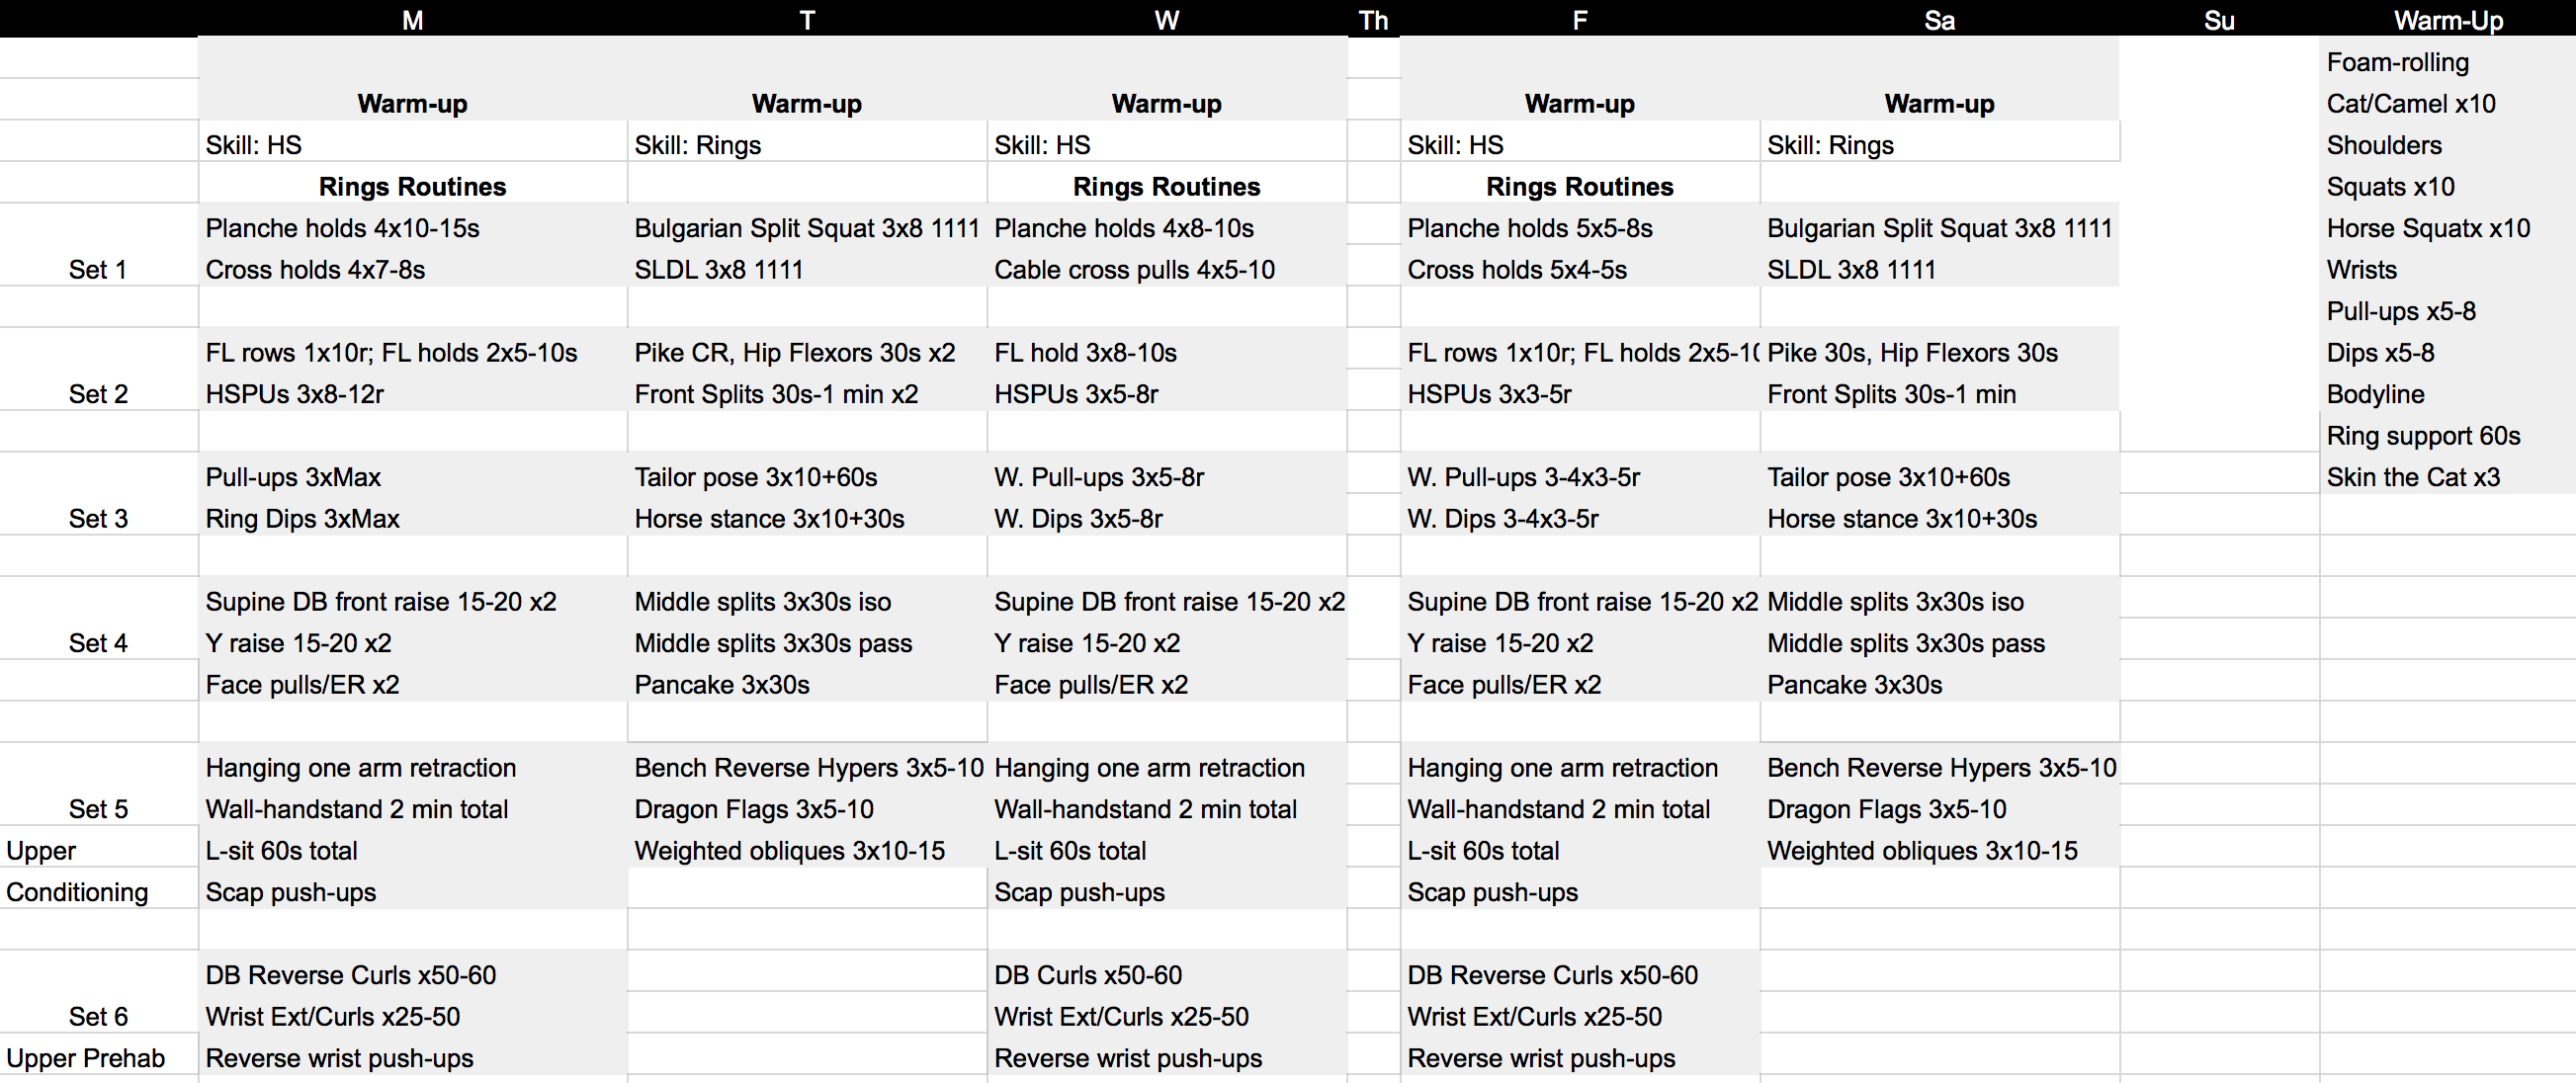 M T W Th F Sa Su Warm-Up
Foam-rolling
Warm-up Warm-up Warm-up Warm-up Warm-up Cat/Camel x10
Skill: HS Skill: Rings Skill: HS Skill: HS Skill: Rings Shoulders
Rings Routines Rings Routines Rings Routines Squats x10
Planche holds 4x10-15s Bulgarian Split Squat 3x8 1111 Planche holds 4x8-10s Planche holds 5x5-8s Bulgarian Split Squat 3x8 1111 Horse Squatx x10
Set 1 Cross holds 4x7-8s SLDL 3x8 1111 Cable cross pulls 4x5-10 Cross holds 5x4-5s SLDL 3x8 1111 Wrists
Pull-ups x5-8
FL rows 1x10r; FL holds 2x5-10s Pike CR, Hip Flexors 30s x2 FL hold 3x8-10s FL rows 1x10r; FL holds 2x5-1( Pike 30s, Hip Flexors 30s Dips x5-8
Set 2 HSPUs 3x8-12r Front Splits 30s-1 min x2 HSPUs 3x5-8r HSPUs 3x3-5r Front Splits 30s-1 min Bodyline
Ring support 60s
Pull-ups 3xMax Tailor pose 3x10+60s W. Pull-ups 3x5-8r W. Pull-ups 3-4x3-5r Tailor pose 3x10+60s Skin the Cat x3
Set 3 Ring Dips 3xMax Horse stance 3x10+30s W. Dips 3x5-8r W. Dips 3-4x3-5r Horse stance 3x10+30s
Supine DB front raise 15-20 x2 Middle splits 3x30s iso Supine DB front raise 15-20 x2 Supine DB front raise 15-20 x2 Middle splits 3x30s iso
Set 4 Y raise 15-20 x2 Middle splits 3x30s pass Y raise 15-20 x2 Y raise 15-20 x2 Middle splits 3x30s pass
Face pulls/ER x2 Pancake 3x30s Face pulls/ER x2 Face pulls/ER x2 Pancake 3x30s
Hanging one arm retraction Bench Reverse Hypers 3x5-10 Hanging one arm retraction Hanging one arm retraction Bench Reverse Hypers 3x5-10
Set 5 Wall-handstand 2 min total Dragon Flags 3x5-10 Wall-handstand 2 min total Wall-handstand 2 min total Dragon Flags 3x5-10
Upper L-sit 60s total Weighted obliques 3x10-15 L-sit 60s total L-sit 60s total Weighted obliques 3x10-15
Conditioning Scap push-ups Scap push-ups Scap push-ups
DB Reverse Curls x50-60 DB Curls x50-60 DB Reverse Curls x50-60
Set 6 Wrist Ext/Curls x25-50 Wrist Ext/Curls x25-50 Wrist Ext/Curls x25-50
Upper Prehab Reverse wrist push-ups Reverse wrist push-ups Reverse wrist push-ups